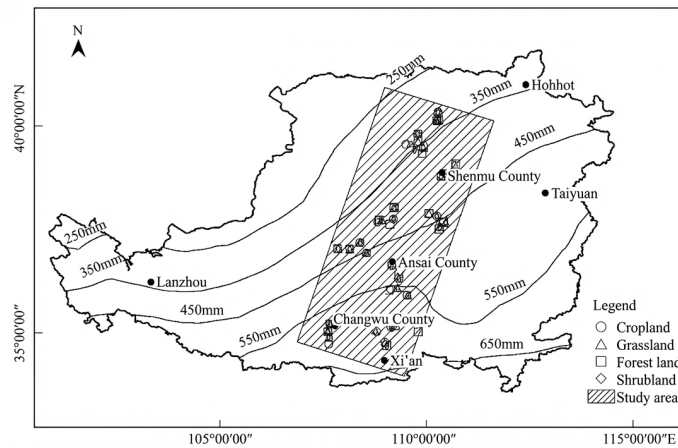 N
250mm
Hohhot
350mm
40°00′00″N
450mm
Shenmu County
Taiyuan
250mm
Ansai County
350mm
Lanzhou
550mm
450mm
Legend
Changwu County
Cropland
35°00′00″
550mm
Grassland
650mm
Forest land
Xi'an
Shrubland
Study area
105°00′00″
110°00′00″
115°00′00″E